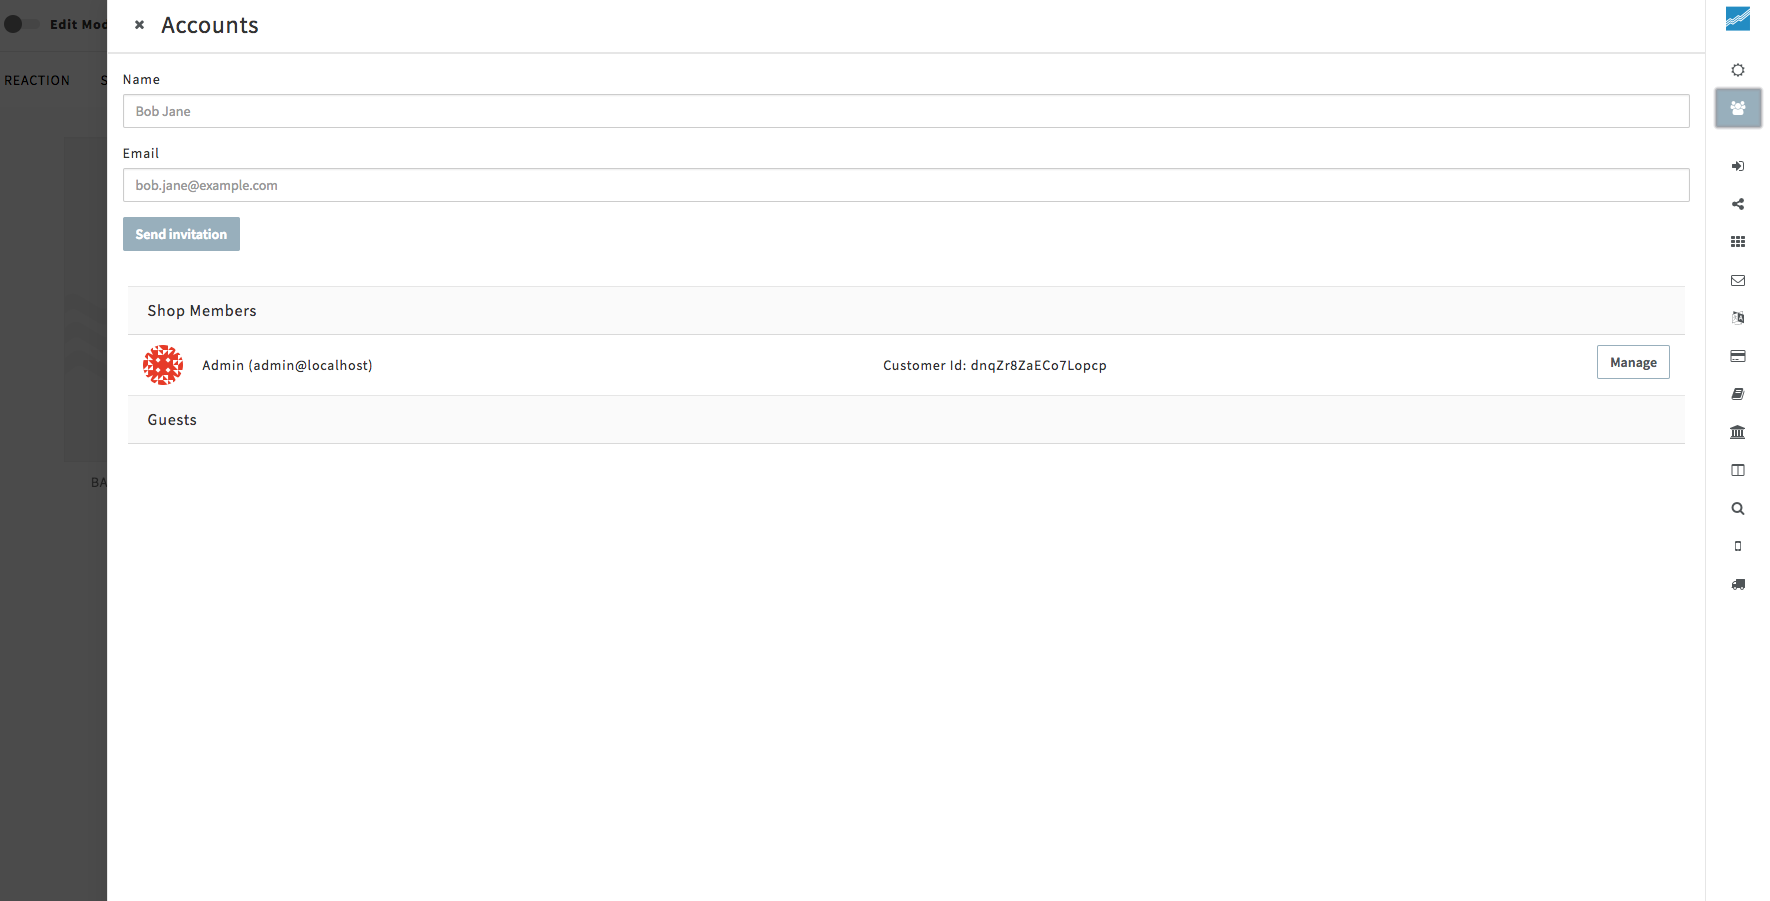 Edit Mo
Accounts
REACTION
S
Name
Bob Jane
Email
bob.jane@example.com
Send invitation
Shop Members
Admin (admin@localhost)
Customer Id: dnqZr8ZaECo7Lopcp
Manage
Guests
BA